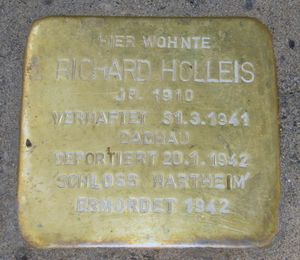 HIER WOHNTE
RICHARD HOLLEIS
JG. 1910
VERHAFTET 31.3.1941
DACHAU
DEPORTIERT 20.1.1942
SCHLOSS HARTHEIM
ERMORDET 1942